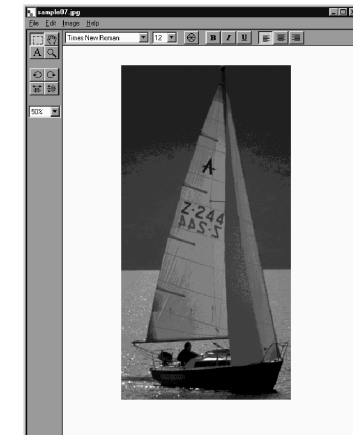 sample07.jpg
File Edit Image Help
Times New Roman 12 B I U
A
50%
A
Z-244
Z-244